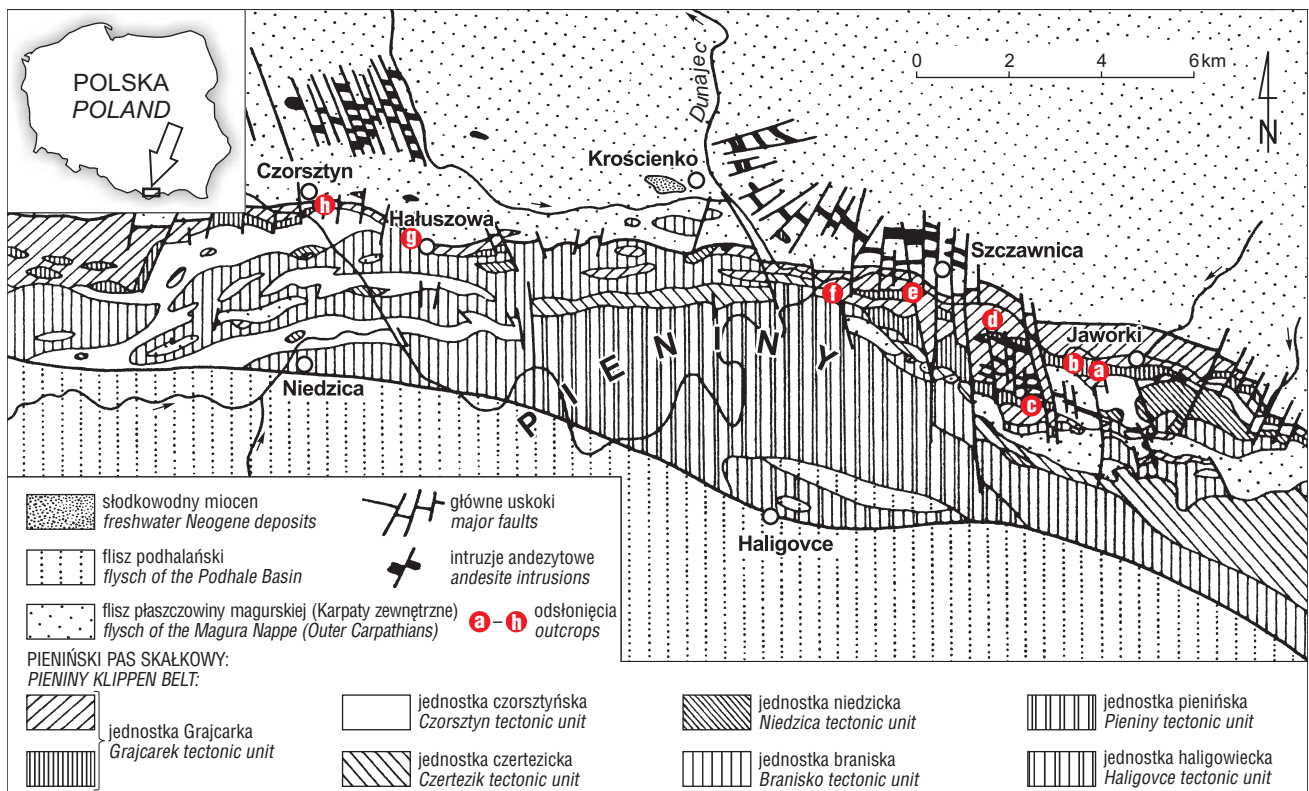 POLSKA
POLAND
Dunajec
0 2 4 6 km
N
Krościenko
Czorsztyn
h
Hałuszowa
g
Szczawnica
f
e
d
Jaworki
b
a
c
PIENINY
Niedzica
Haligovce
słodkowodny miocen
freshwater Neogene deposits
flisz podhalański
flysch of the Podhale Basin
flisz płaszczowiny magurskiej (Karpaty zewnętrzne)
flysch of the Magura Nappe (Outer Carpathians)
główne uskoki
major faults
intruzje andezytowe
andesite intrusions
a – h odsłonięcia
outcrops
PIENIŃSKI PAS SKAŁKOWY:
PIENINY KLIPPEN BELT:
jednostka Grajcarka
Grajcarek tectonic unit
jednostka czorsztyńska
Czorsztyn tectonic unit
jednostka czertezicka
Czertezik tectonic unit
jednostka niedzicka
Niedzica tectonic unit
jednostka braniska
Branisko tectonic unit
jednostka pienińska
Pieniny tectonic unit
jednostka haligowiecka
Haligovce tectonic unit